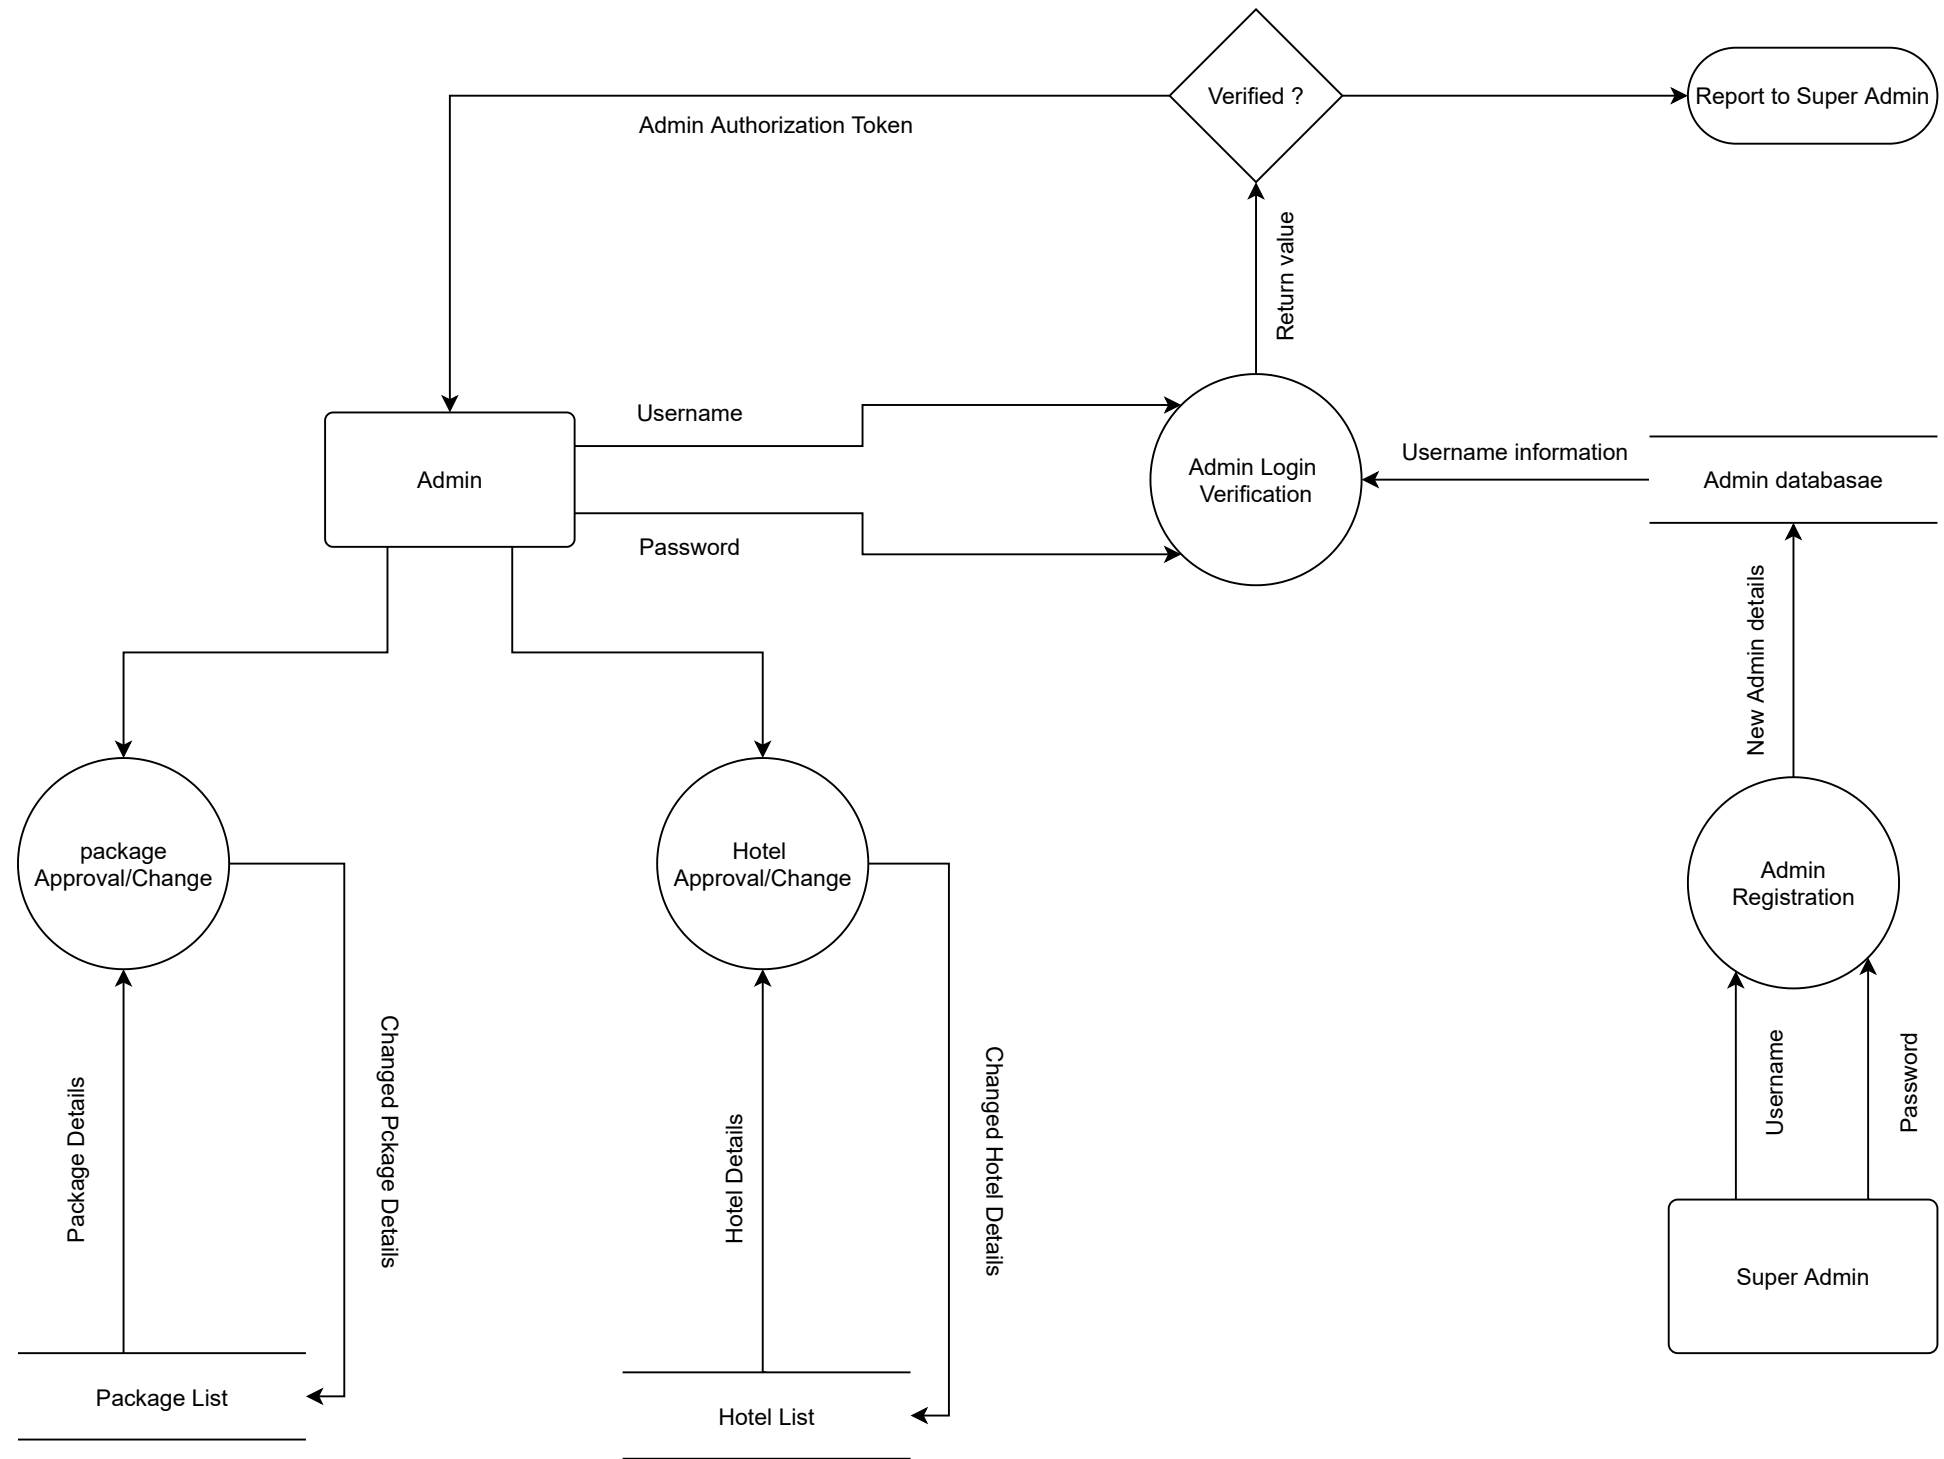 Verified ?
Report to Super Admin
Admin Authorization Token
Return value
Username
Admin
Password
Admin Login
Verification
Username information
Admin databasae
New Admin details
package
Approval/Change
Hotel
Approval/Change
Admin
Registration
Package Details
Changed Pckage Details
Hotel Details
Changed Hotel Details
Username
Password
Super Admin
Package List
Hotel List